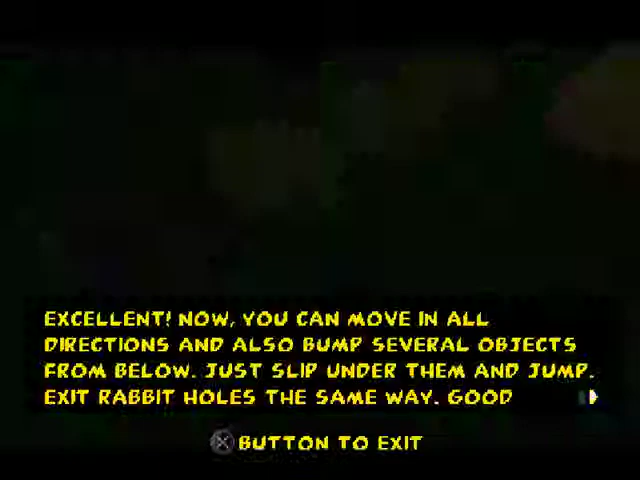 EXCELLENT! NOW, YOU CAN MOVE IN ALL
DIRECTIONS AND ALSO BUMP SEVERAL OBJECTS
FROM BELOW. JUST SLIP UNDER THEM AND JUMP.
EXIT RABBIT HOLES THE SAME WAY. GOOD
BUTTON TO EXIT